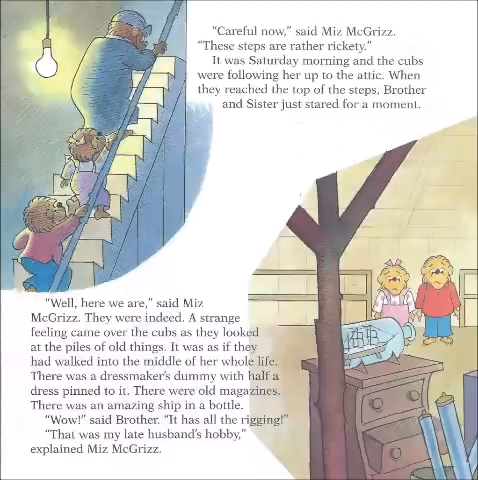 "Careful now," said Miz McGrizz.
"These steps are rather rickety."
It was Saturday morning and the cubs
were following her up to the attic. When
they reached the top of the steps, Brother
and Sister just stared for a moment.
"Well, here we are," said Miz
McGrizz. They were indeed. A strange
feeling came over the cubs as they looked
at the piles of old things. It was as if they
had walked into the middle of her whole life.
There was a dressmaker's dummy with half a
dress pinned to it. There were old magazines.
There was an amazing ship in a bottle.
"Wow!" said Brother. "It has all the rigging!"
"That was my late husband's hobby,"
explained Miz McGrizz.